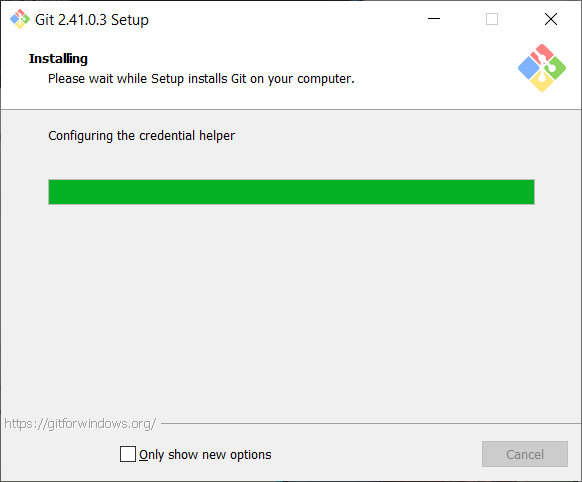 Git 2.41.0.3 Setup
Installing
Please wait while Setup installs Git on your computer.
Configuring the credential helper
https://gitforwindows.org/
Only show new options
Cancel